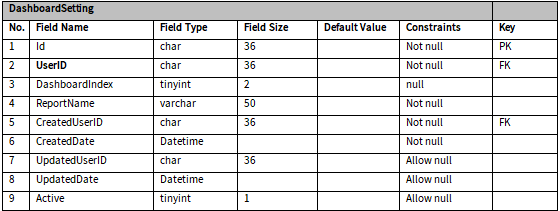 DashboardSetting
No. Field Name Field Type Field Size Default Value Constraints Key
1 Id char 36 Not null PK
2 UserID char 36 Not null FK
3 DashboardIndex tinyint 2 null
4 ReportName varchar 50 Not null
5 CreatedUserID char 36 Not null FK
6 CreatedDate Datetime Not null
7 UpdatedUserID char 36 Allow null
8 UpdatedDate Datetime Allow null
9 Active tinyint 1 Allow null